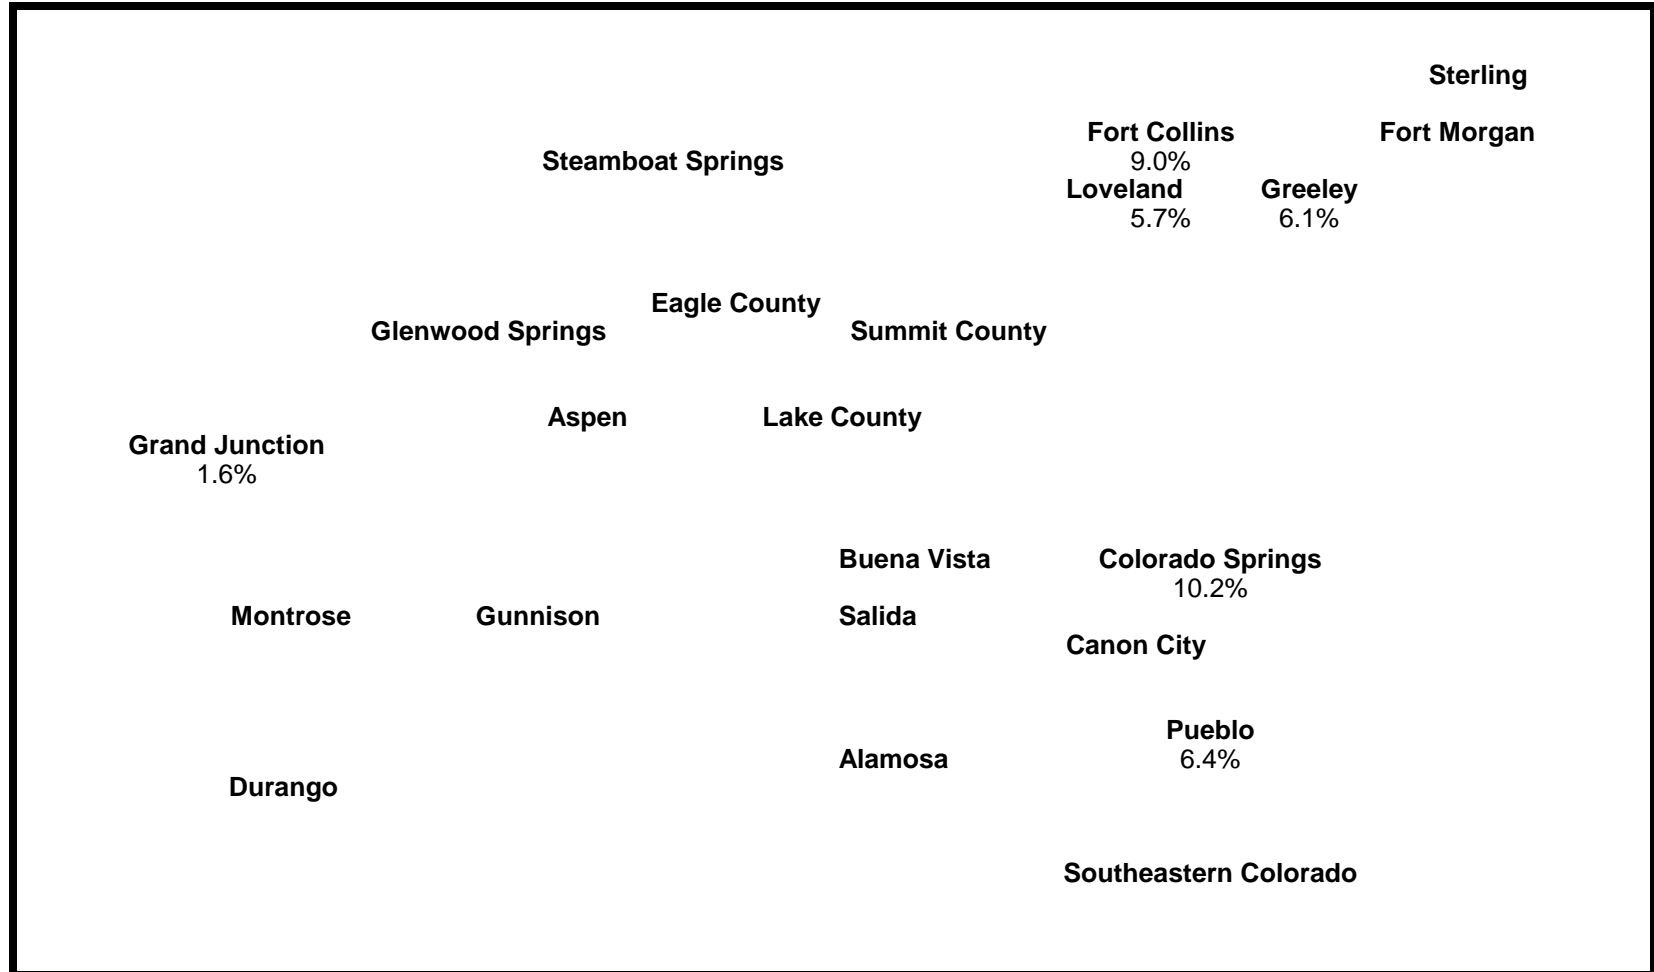 Sterling
Fort Collins Fort Morgan
Steamboat Springs 9.0%
Loveland Greeley
5.7% 6.1%
Eagle County
Glenwood Springs Summit County
Aspen Lake County
Grand Junction
1.6%
Buena Vista Colorado Springs
10.2%
Montrose Gunnison Salida
Canon City
Pueblo
Alamosa 6.4%
Durango
Southeastern Colorado